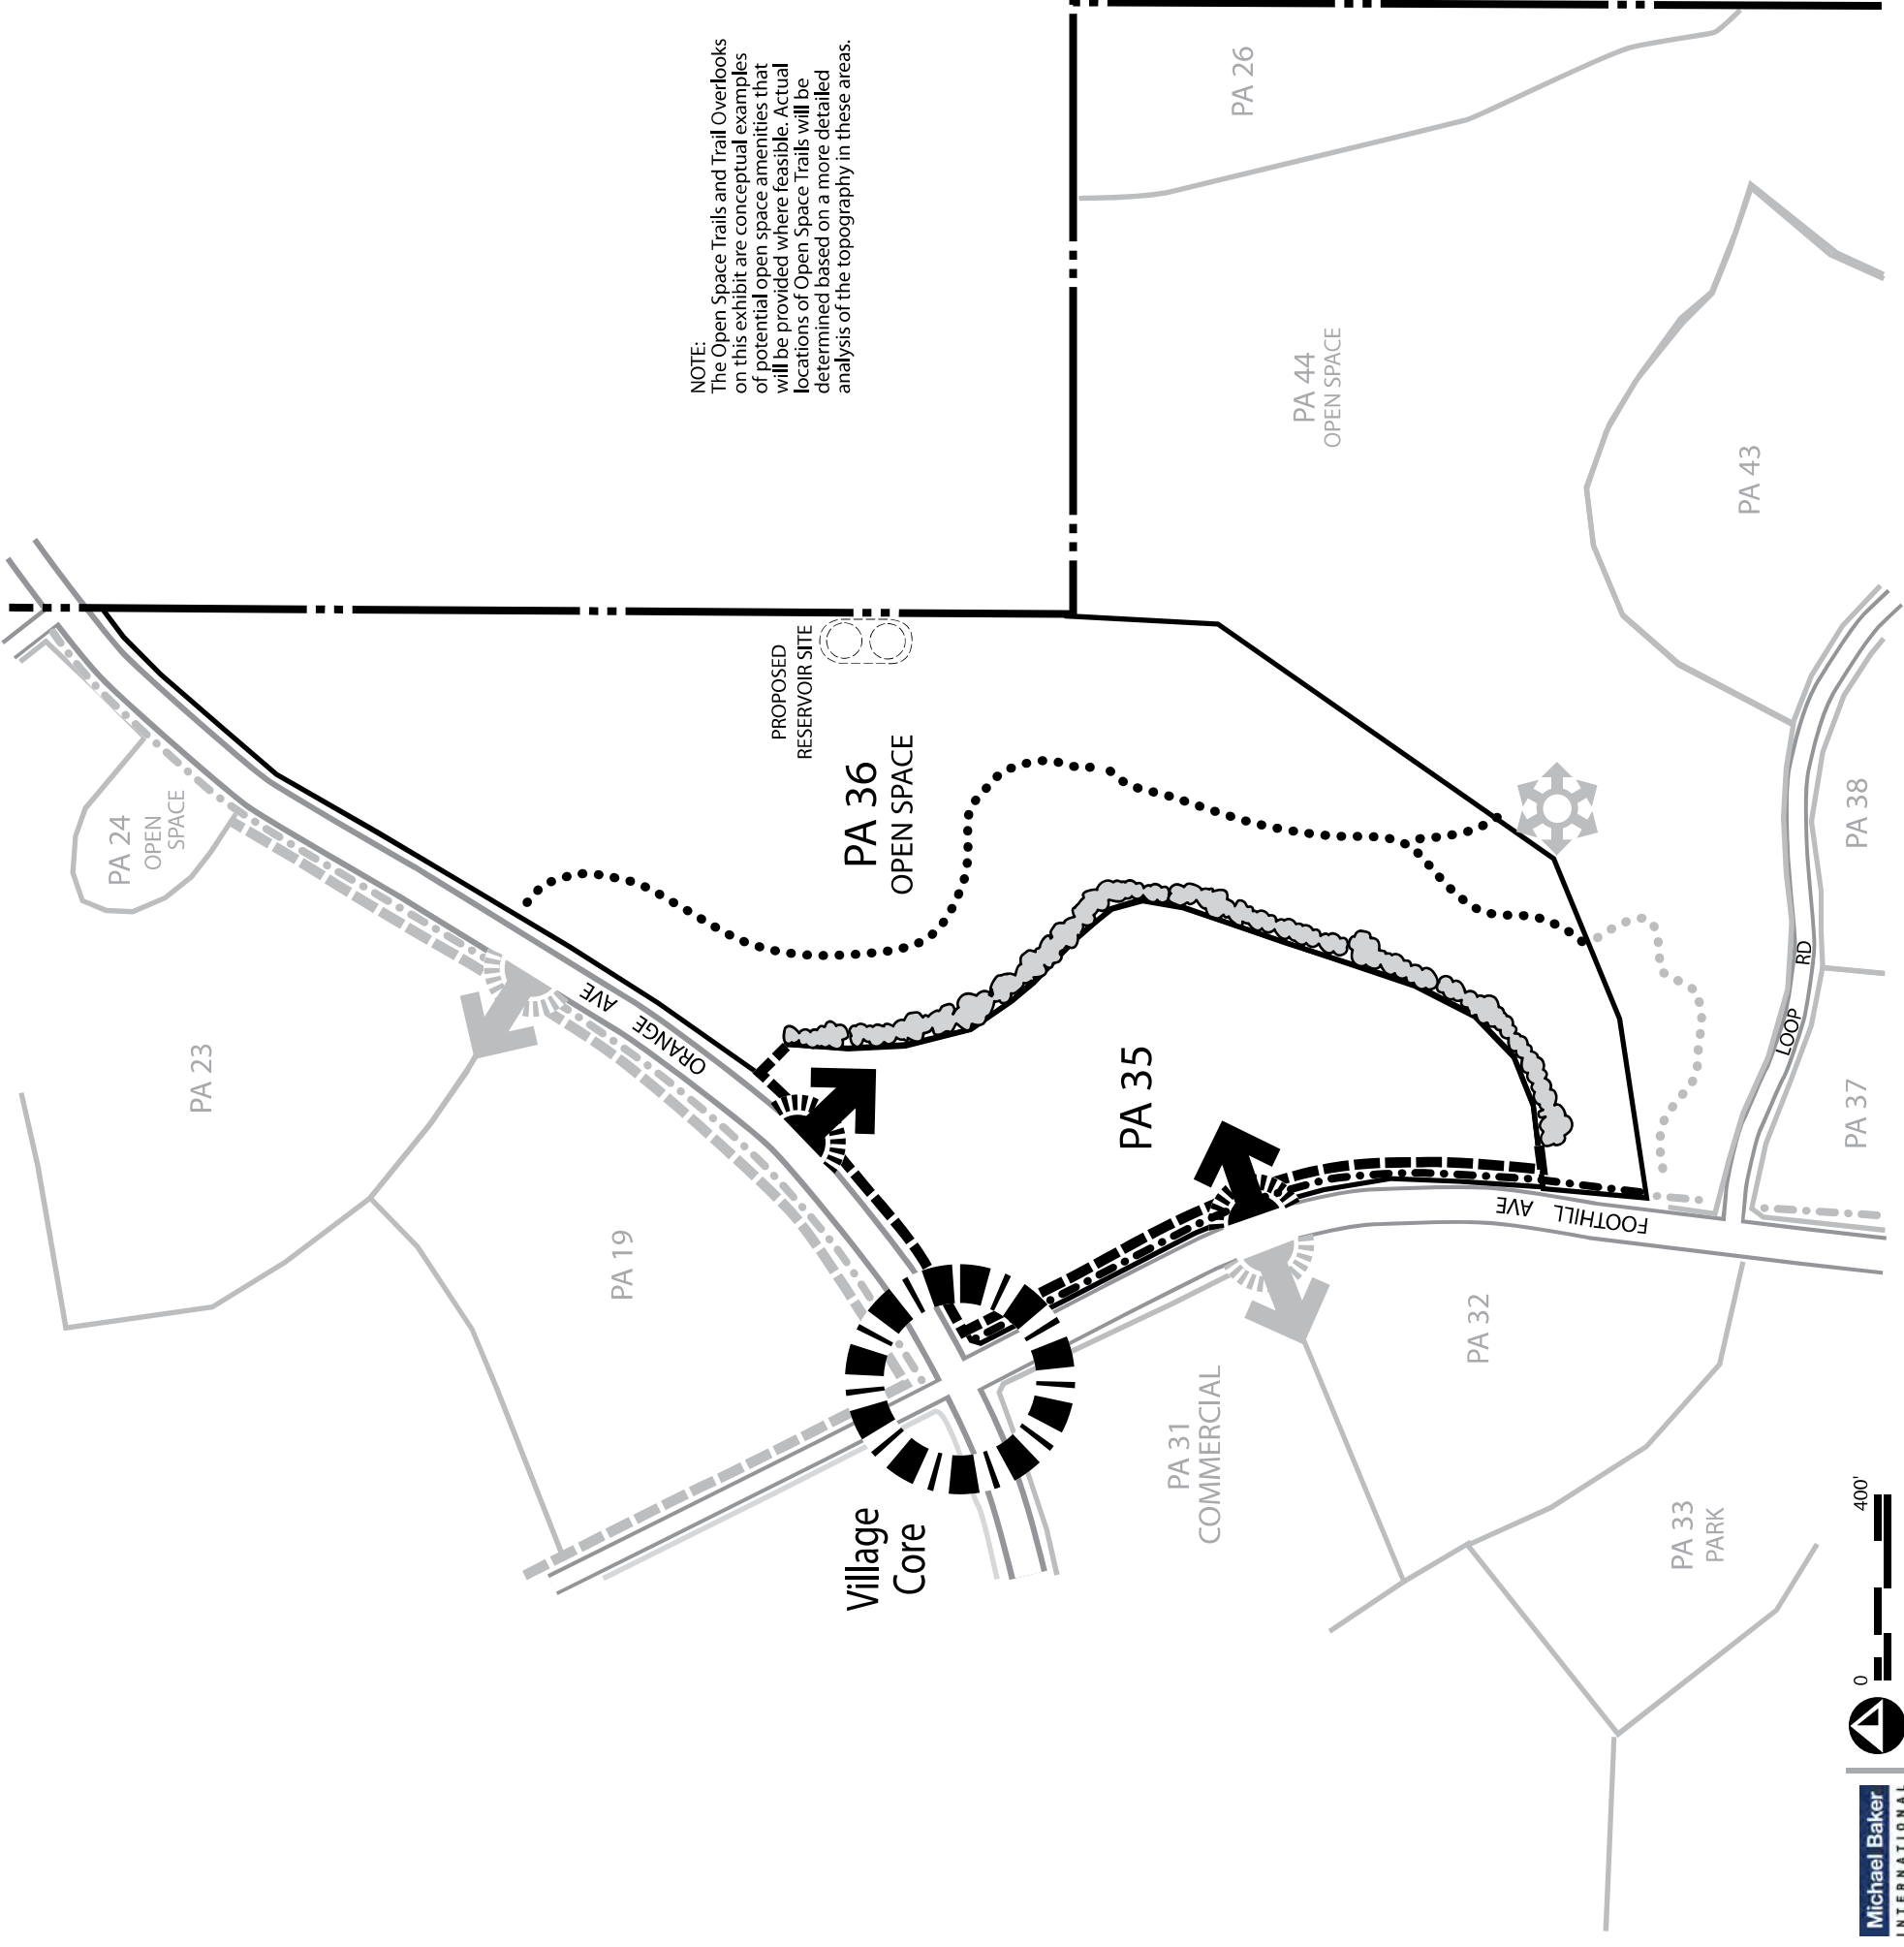 NOTE:
The Open Space Trails and Trail Overlooks
on this exhibit are conceptual examples
of potential open space amenities that
will be provided where feasible. Actual
locations of Open Space Trails will be
determined based on a more detailed
analysis of the topography in these areas.
PA 24
OPEN
SPACE
PA 23
PA 19
ORANGE AVE
PROPOSED
RESERVOIR SITE
PA 36
OPEN SPACE
PA 26
PA 44
OPEN SPACE
PA 43
PA 38
PA 37
LOOP RD
PA 35
FOOTHILL AVE
Village
Core
PA 31
COMMERCIAL
PA 32
PA 33
PARK
0
400'
Michael Baker
INTERNATIONAL